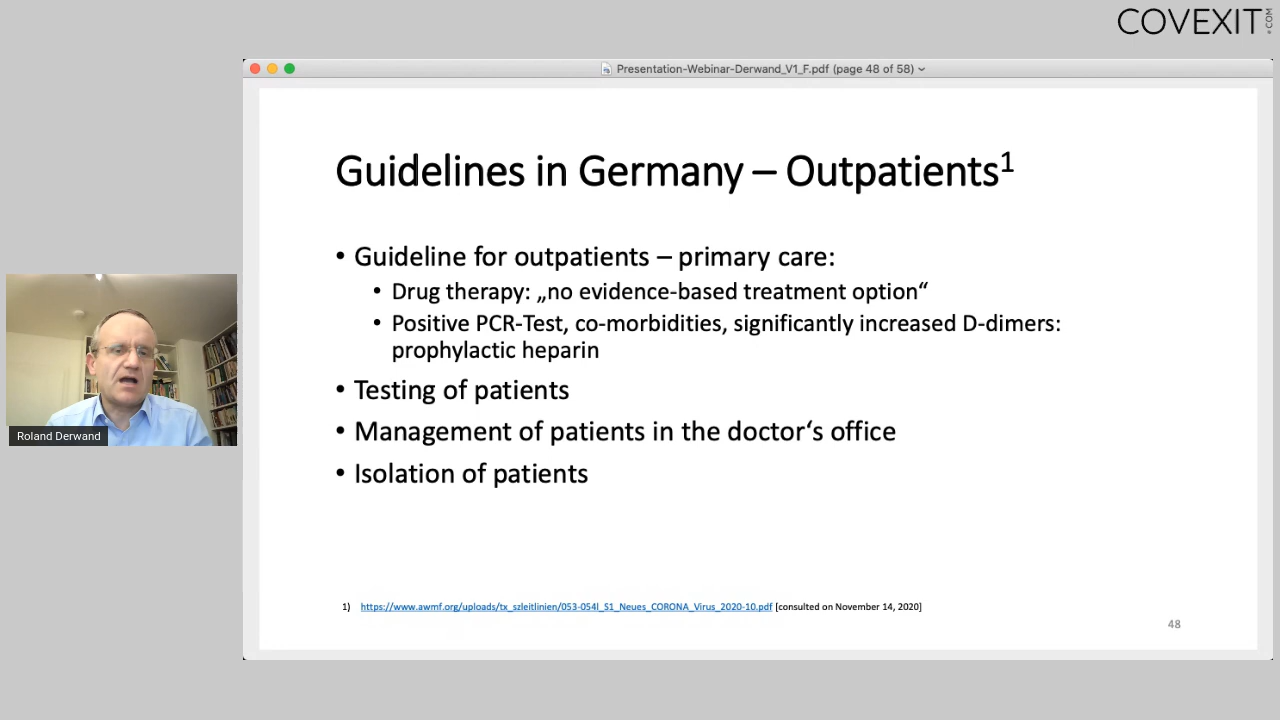 COVEXIT.COM
Presentation-Webinar-Derwand_V1_F.pdf (page 48 of 58)
Guidelines in Germany – Outpatients1
• Guideline for outpatients – primary care:
• Drug therapy: „no evidence-based treatment option“
• Positive PCR-Test, co-morbidities, significantly increased D-dimers:
prophylactic heparin
• Testing of patients
• Management of patients in the doctor‘s office
• Isolation of patients
Roland Derwand
1) https://www.awmf.org/uploads/tx_szleitlinien/053-054l_S1_Neues_CORONA_Virus_2020-10.pdf [consulted on November 14, 2020]
48